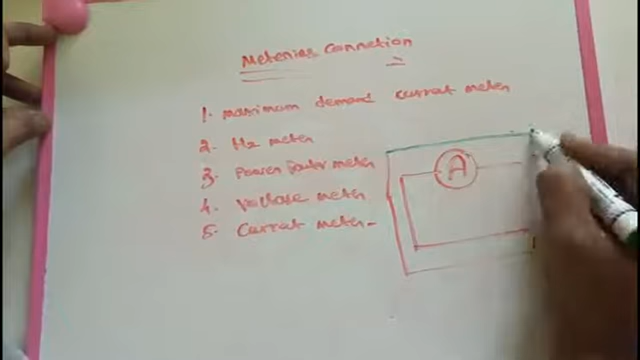 Metering Connection
1. maximum demand current meter
2. Hz meter
3. Power factor meter
4. Voltage meter
5. Current meter-
A